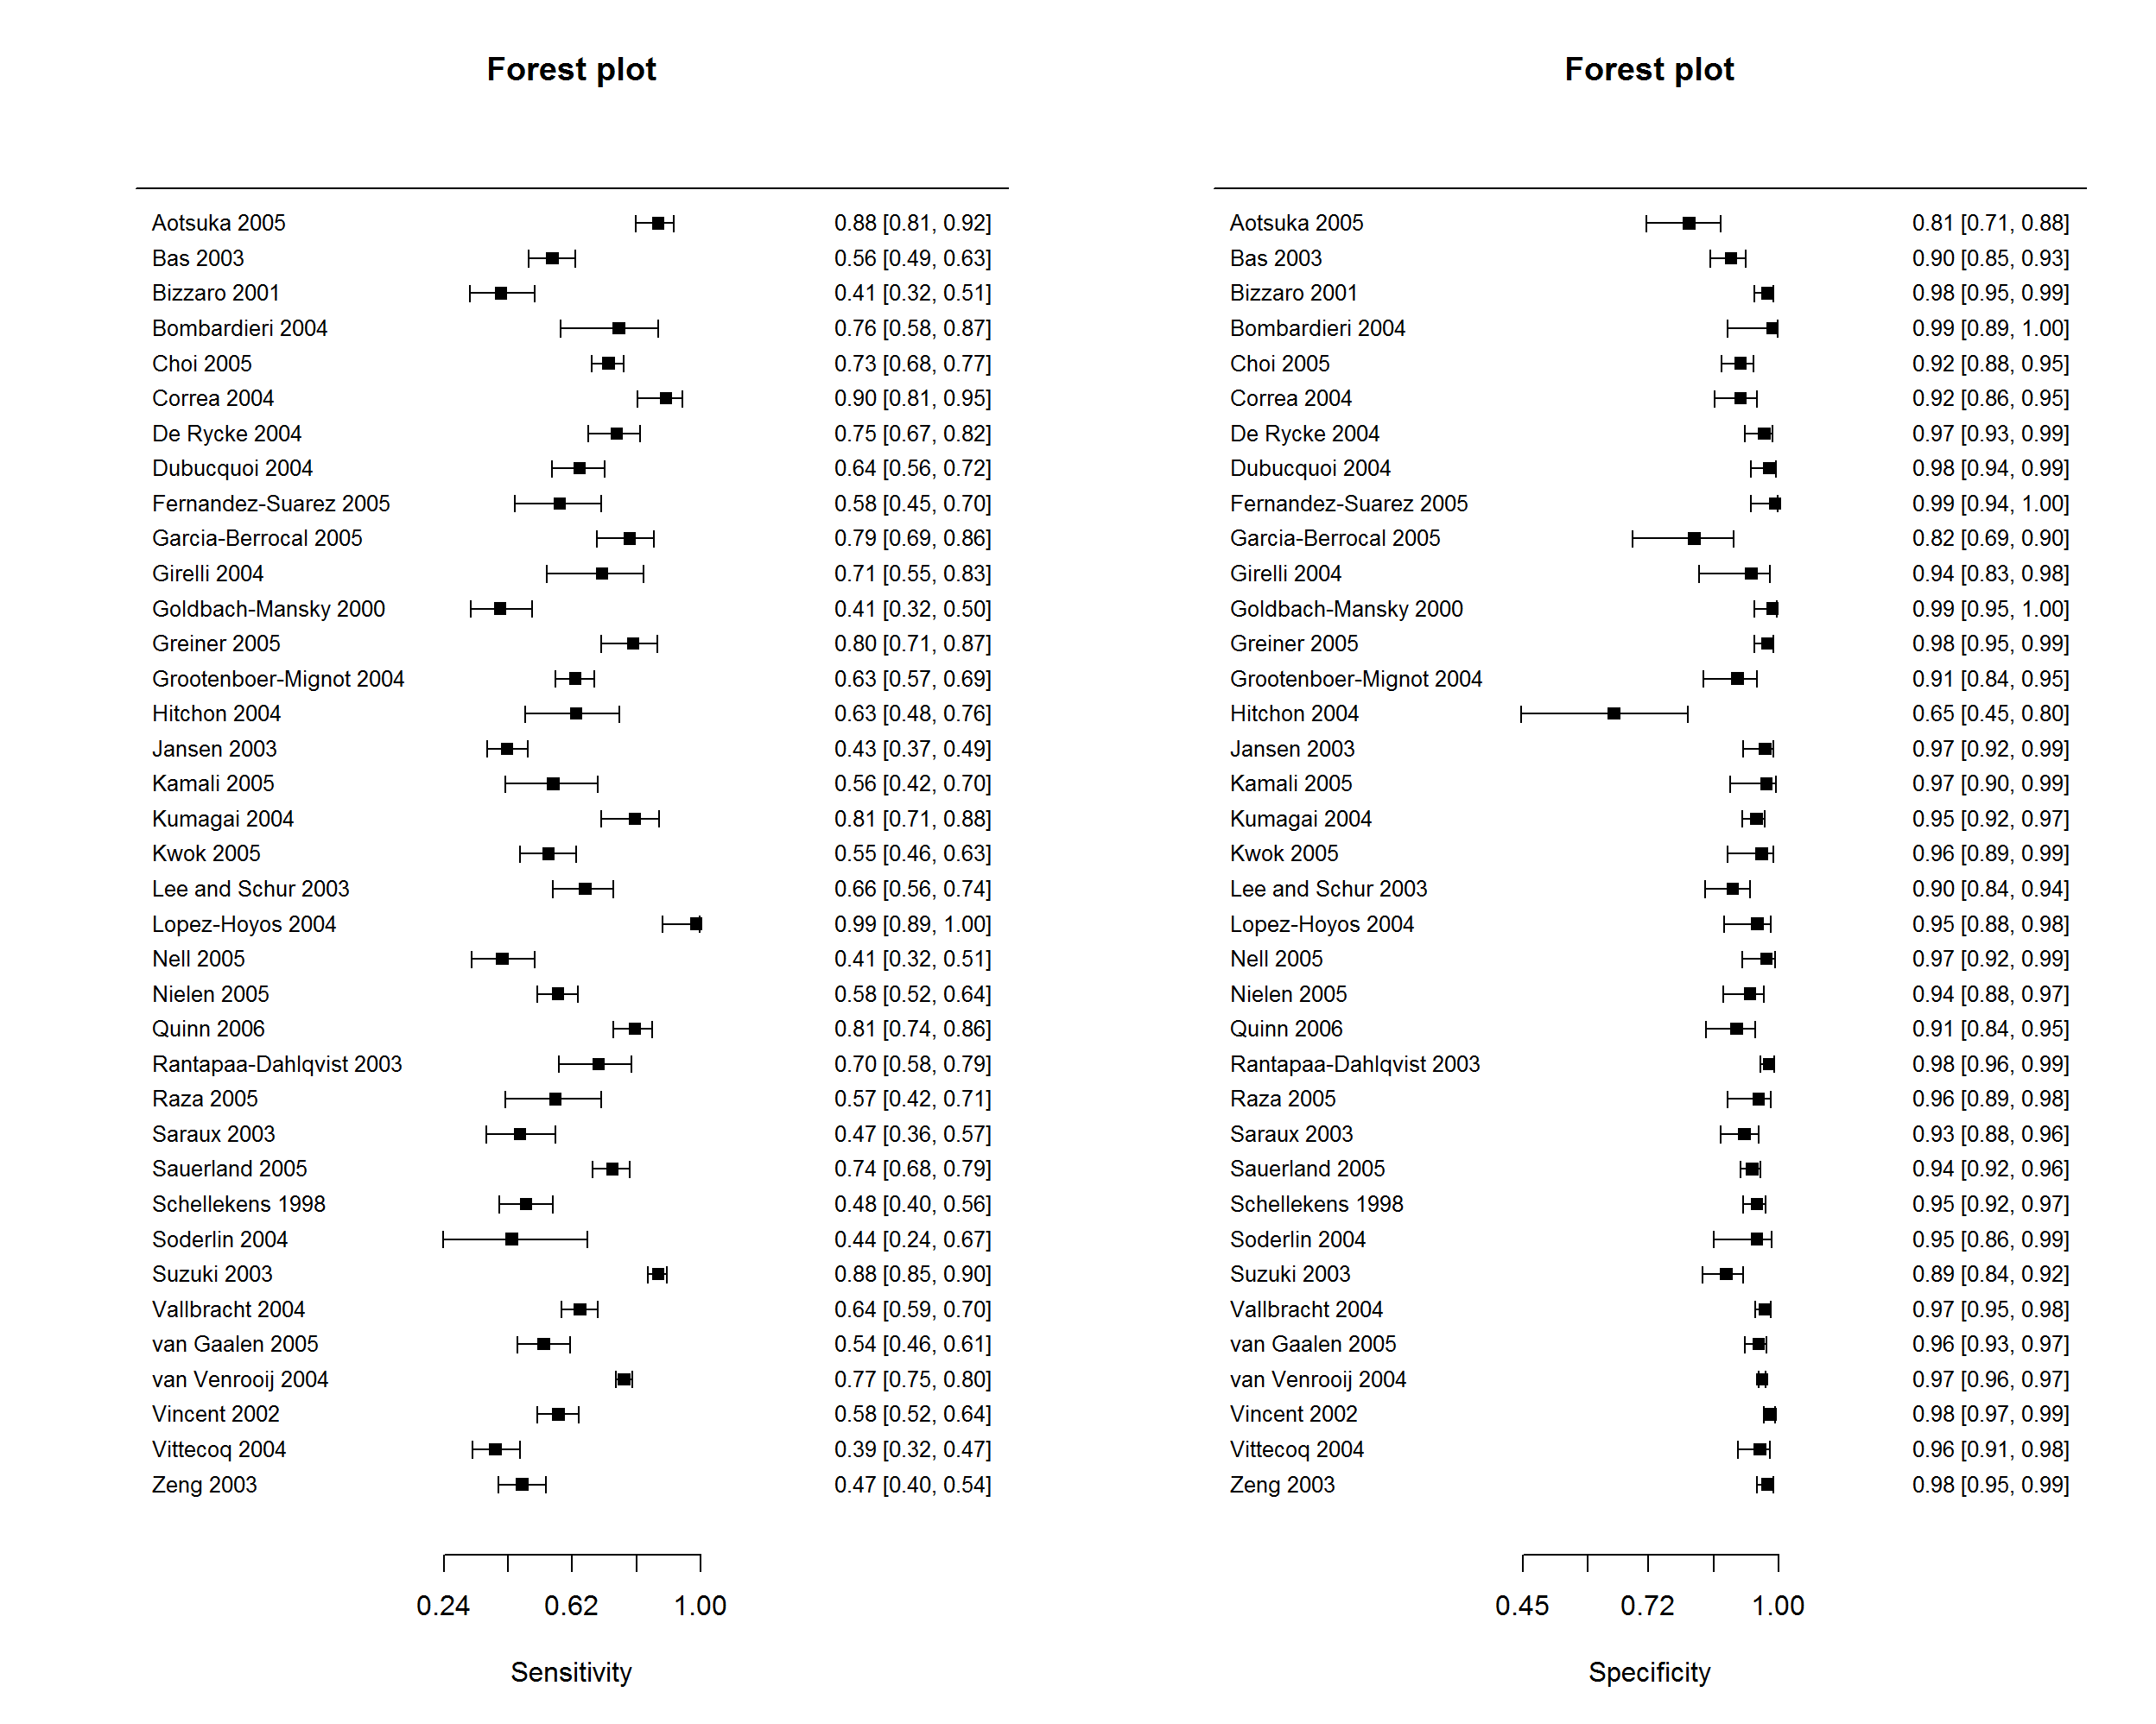 Forest plot
Aotsuka 2005 0.88 [0.81, 0.92]
Bas 2003 0.56 [0.49, 0.63]
Bizzaro 2001 0.41 [0.32, 0.51]
Bombardieri 2004 0.76 [0.58, 0.87]
Choi 2005 0.73 [0.68, 0.77]
Correa 2004 0.90 [0.81, 0.95]
De Rycke 2004 0.75 [0.67, 0.82]
Dubucquoi 2004 0.64 [0.56, 0.72]
Fernandez-Suarez 2005 0.58 [0.45, 0.70]
Garcia-Berrocal 2005 0.79 [0.69, 0.86]
Girelli 2004 0.71 [0.55, 0.83]
Goldbach-Mansky 2000 0.41 [0.32, 0.50]
Greiner 2005 0.80 [0.71, 0.87]
Grootenboer-Mignot 2004 0.63 [0.57, 0.69]
Hitchon 2004 0.63 [0.48, 0.76]
Jansen 2003 0.43 [0.37, 0.49]
Kamali 2005 0.56 [0.42, 0.70]
Kumagai 2004 0.81 [0.71, 0.88]
Kwok 2005 0.55 [0.46, 0.63]
Lee and Schur 2003 0.66 [0.56, 0.74]
Lopez-Hoyos 2004 0.99 [0.89, 1.00]
Nell 2005 0.41 [0.32, 0.51]
Nielen 2005 0.58 [0.52, 0.64]
Quinn 2006 0.81 [0.74, 0.86]
Rantapaa-Dahlqvist 2003 0.70 [0.58, 0.79]
Raza 2005 0.57 [0.42, 0.71]
Saraux 2003 0.47 [0.36, 0.57]
Sauerland 2005 0.74 [0.68, 0.79]
Schellekens 1998 0.48 [0.40, 0.56]
Soderlin 2004 0.44 [0.24, 0.67]
Suzuki 2003 0.88 [0.85, 0.90]
Vallbracht 2004 0.64 [0.59, 0.70]
van Gaalen 2005 0.54 [0.46, 0.61]
van Venrooij 2004 0.77 [0.75, 0.80]
Vincent 2002 0.58 [0.52, 0.64]
Vittecoq 2004 0.39 [0.32, 0.47]
Zeng 2003 0.47 [0.40, 0.54]
0.24 0.62 1.00
Sensitivity
Forest plot
Aotsuka 2005 0.81 [0.71, 0.88]
Bas 2003 0.90 [0.85, 0.93]
Bizzaro 2001 0.98 [0.95, 0.99]
Bombardieri 2004 0.99 [0.89, 1.00]
Choi 2005 0.92 [0.88, 0.95]
Correa 2004 0.92 [0.86, 0.95]
De Rycke 2004 0.97 [0.93, 0.99]
Dubucquoi 2004 0.98 [0.94, 0.99]
Fernandez-Suarez 2005 0.99 [0.94, 1.00]
Garcia-Berrocal 2005 0.82 [0.69, 0.90]
Girelli 2004 0.94 [0.83, 0.98]
Goldbach-Mansky 2000 0.99 [0.95, 1.00]
Greiner 2005 0.98 [0.95, 0.99]
Grootenboer-Mignot 2004 0.91 [0.84, 0.95]
Hitchon 2004 0.65 [0.45, 0.80]
Jansen 2003 0.97 [0.92, 0.99]
Kamali 2005 0.97 [0.90, 0.99]
Kumagai 2004 0.95 [0.92, 0.97]
Kwok 2005 0.96 [0.89, 0.99]
Lee and Schur 2003 0.90 [0.84, 0.94]
Lopez-Hoyos 2004 0.95 [0.88, 0.98]
Nell 2005 0.97 [0.92, 0.99]
Nielen 2005 0.94 [0.88, 0.97]
Quinn 2006 0.91 [0.84, 0.95]
Rantapaa-Dahlqvist 2003 0.98 [0.96, 0.99]
Raza 2005 0.96 [0.89, 0.98]
Saraux 2003 0.93 [0.88, 0.96]
Sauerland 2005 0.94 [0.92, 0.96]
Schellekens 1998 0.95 [0.92, 0.97]
Soderlin 2004 0.95 [0.86, 0.99]
Suzuki 2003 0.89 [0.84, 0.92]
Vallbracht 2004 0.97 [0.95, 0.98]
van Gaalen 2005 0.96 [0.93, 0.97]
van Venrooij 2004 0.97 [0.96, 0.97]
Vincent 2002 0.98 [0.97, 0.99]
Vittecoq 2004 0.96 [0.91, 0.98]
Zeng 2003 0.98 [0.95, 0.99]
0.45 0.72 1.00
Specificity